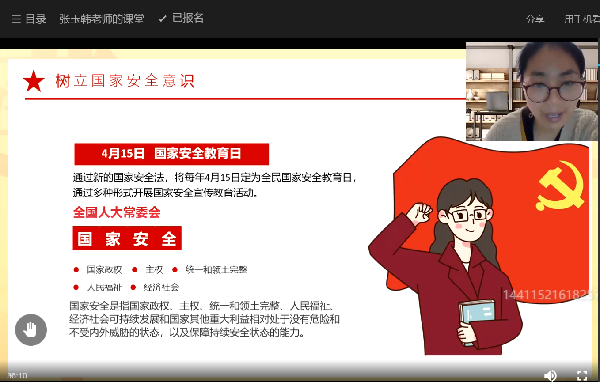 目录 张玉韩老师的课堂 已报名 分享 用手机看
树立国家安全意识
4月15日 国家安全教育日
通过新的国家安全法，将每年4月15日定为全民国家安全教育日，
通过多种形式开展国家安全宣传教育活动。
全国人大常委会
国 家 安 全
国家政权 主权 统一和领土完整
人民福祉 经济社会
国家安全是指国家政权、主权、统一和领土完整、人民福祉、
经济社会可持续发展和国家其他重大利益相对处于没有危险和
不受内外威胁的状态，以及保障持续安全状态的能力。